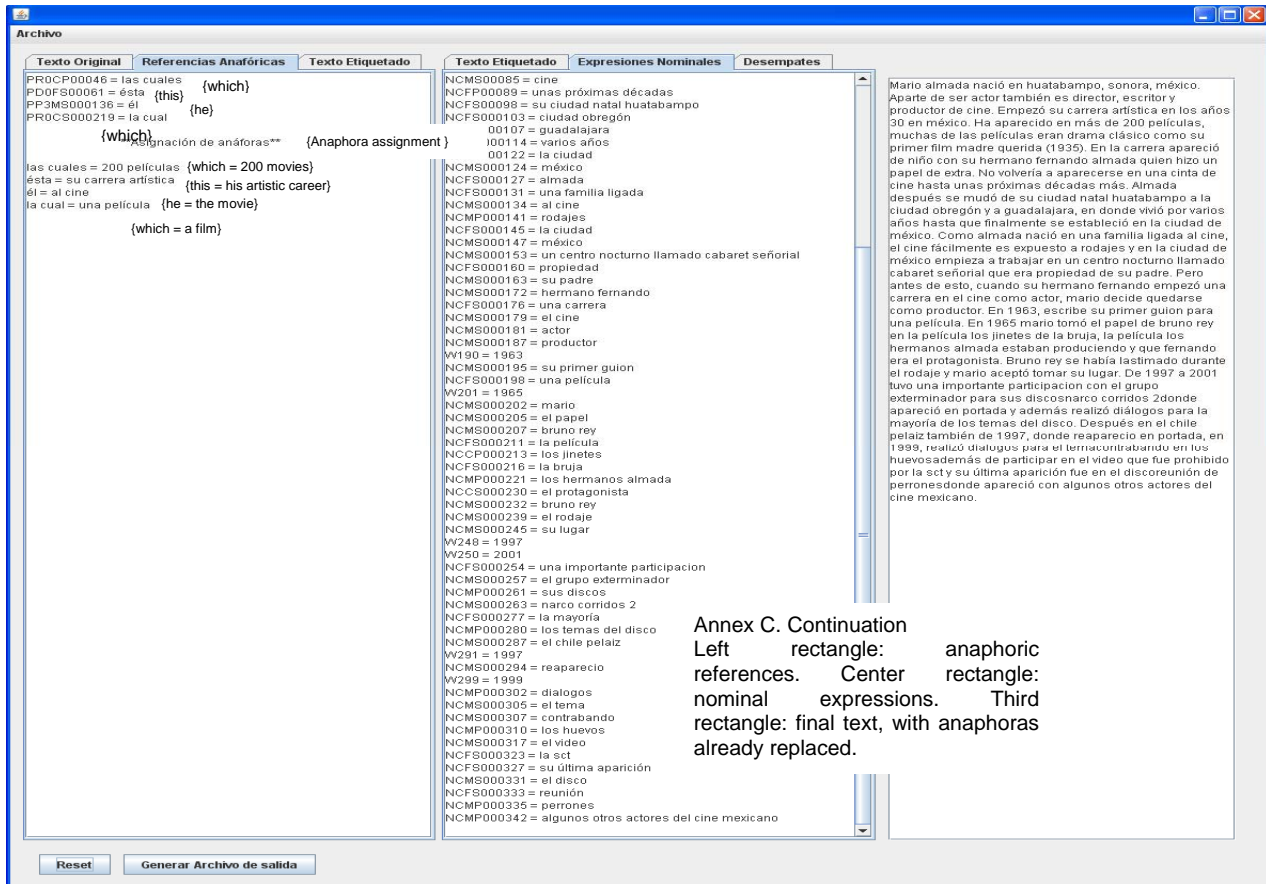 Archivo
Texto Original Referencias Anafóricas Texto Etiquetado
PR0CP00046 = las cuales
{which}
PD0FS00061 = ésta
{this}
PP3MS000136 = él
{he}
PR0CS000219 = la cual
{which}
**Asignación de anáforas**
{Anaphora assignment }
las cuales = 200 películas
{which = 200 movies}
ésta = su carrera artística
{this = his artistic career}
él = al cine
{he = the movie}
la cual = una película
{which = a film}
Texto Etiquetado Expresiones Nominales Desempates
NCMS00085 = cine
NCFP00089 = unas próximas décadas
NCFS00098 = su ciudad natal huatabampo
NCFS000103 = ciudad obregón
00107 = guadalajara
000114 = varios años
00122 = la ciudad
NCMS000124 = méxico
NCFS000127 = almada
NCFS000131 = una familia ligada
NCMS000134 = al cine
NCMP000141 = rodajes
NCFS000145 = la ciudad
NCMS000147 = méxico
NCMS000153 = un centro nocturno llamado cabaret señorial
NCFS000160 = propiedad
NCMS000163 = su padre
NCMS000172 = hermano fernando
NCFS000176 = una carrera
NCMS000179 = el cine
NCMS000181 = actor
NCMS000187 = productor
W190 = 1963
NCMS000195 = su primer guion
NCFS000198 = una película
W201 = 1965
NCMS000202 = mario
NCMS000205 = el papel
NCMS000207 = bruno rey
NCFS000211 = la película
NCCP000213 = los jinetes
NCFS000216 = la bruja
NCMP000221 = los hermanos almada
NCCS000230 = el protagonista
NCMS000232 = bruno rey
NCMS000239 = el rodaje
NCMS000245 = su lugar
W248 = 1997
W250 = 2001
NCFS000254 = una importante participacion
NCMS000257 = el grupo exterminador
NCMP000261 = sus discos
NCMS000263 = narco corridos 2
NCFS000277 = la mayoría
NCMP000280 = los temas del disco
NCMS000287 = el chile pelaiz
W291 = 1997
NCMS000294 = reaparecio
W299 = 1999
NCMP000302 = dialogos
NCMS000305 = el tema
NCMS000307 = contrabando
NCMP000310 = los huevos
NCMS000317 = el video
NCFS000323 = la sct
NCFS000327 = su última aparición
NCMS000331 = el disco
NCFS000333 = reunión
NCMP000335 = perrones
NCMP000342 = algunos otros actores del cine mexicano
Mario almada nació en huatabampo, sonora, méxico.
Aparte de ser actor también es director, escritor y
productor de cine. Empezó su carrera artística en los años
30 en méxico. Ha aparecido en más de 200 películas,
muchas de las películas eran drama clásico como su
primer film madre querida (1935). En la carrera apareció
de niño con su hermano fernando almada quien hizo un
papel de extra. No volvería a aparecerse en una cinta de
cine hasta unas próximas décadas más. Almada
después se mudó de su ciudad natal huatabampo a la
ciudad obregón y a guadalajara, en donde vivió por varios
años hasta que finalmente se estableció en la ciudad de
méxico. Como almada nació en una familia ligada al cine,
el cine fácilmente es expuesto a rodajes y en la ciudad de
méxico empieza a trabajar en un centro nocturno llamado
cabaret señorial que era propiedad de su padre. Pero
antes de esto, cuando su hermano fernando empezó una
carrera en el cine como actor, mario decide quedarse
como productor. En 1963, escribe su primer guion para
una película. En 1965 mario tomó el papel de bruno rey
en la película los jinetes de la bruja, la película los
hermanos almada estaban produciendo y que fernando
era el protagonista. Bruno rey se había lastimado durante
el rodaje y mario aceptó tomar su lugar. De 1997 a 2001
tuvo una importante participacion con el grupo
exterminador para sus discosnarco corridos 2donde
apareció en portada y además realizó diálogos para la
mayoría de los temas del disco. Después en el chile
pelaiz también de 1997, donde reaparecio en portada, en
1999, realizó dialogos para el temacontrabando en los
huevosademás de participar en el video que fue prohibido
por la sct y su última aparición fue en el discoreunión de
perronesdonde apareció con algunos otros actores del
cine mexicano.
Annex C. Continuation
Left rectangle: anaphoric
references. Center rectangle:
nominal expressions. Third
rectangle: final text, with anaphoras
already replaced.
Reset Generar Archivo de salida